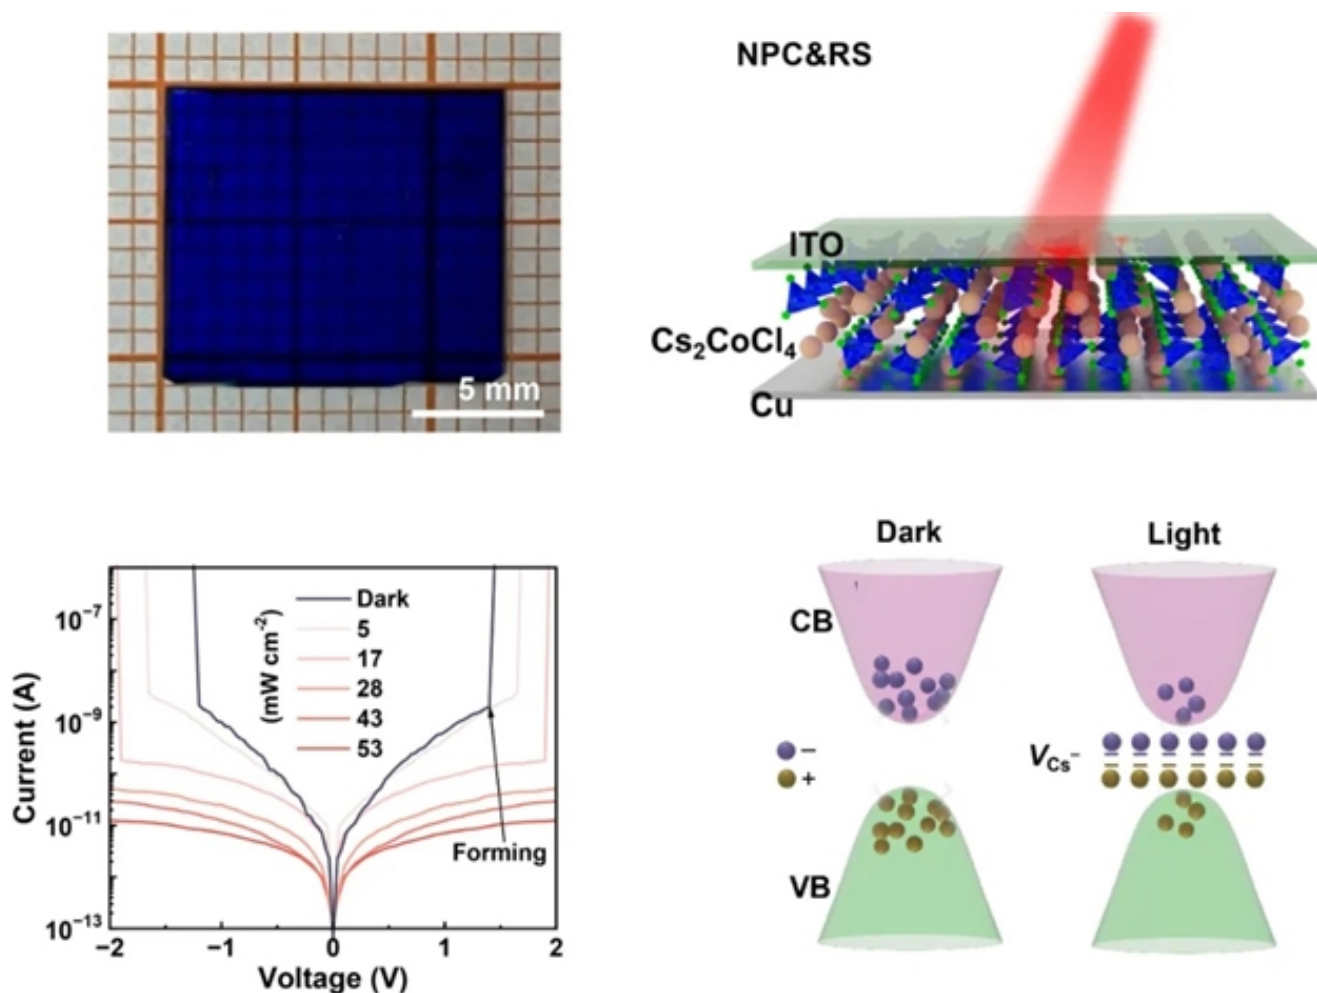 5 mm
NPC&RS
ITO
Cs₂CoCl₄
Cu
Current (A)
10⁻⁷
10⁻⁹
10⁻¹¹
10⁻¹³
(mW cm⁻²)
Dark
5
17
28
43
53
Forming
−2
−1
0
1
2
Voltage (V)
Dark
Light
CB
−
+
V_Cs⁻
VB